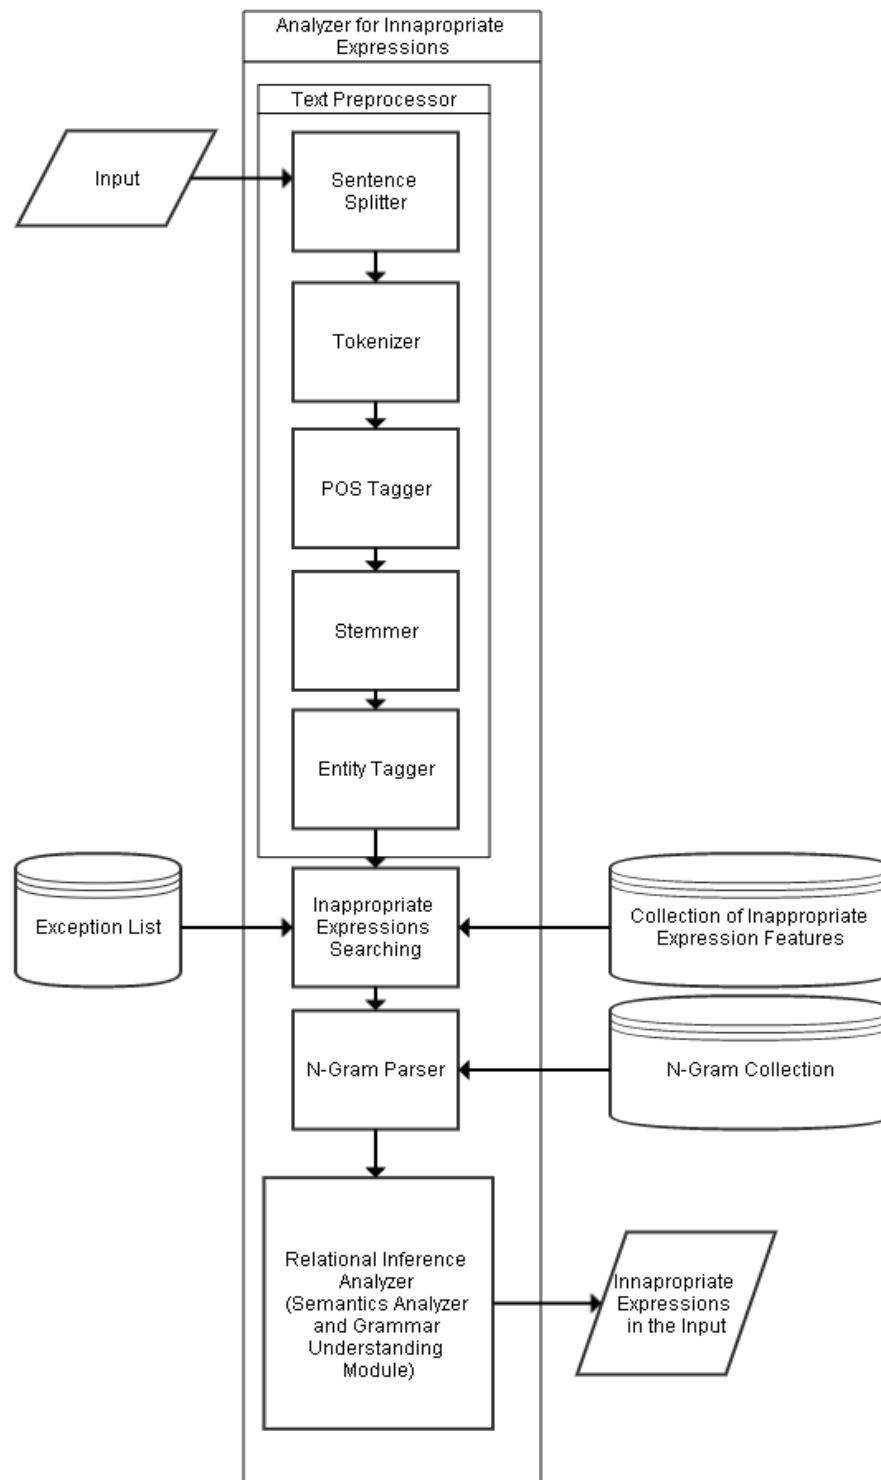 Analyzer for Innapropriate
Expressions
Text Preprocessor
Input
Sentence
Splitter
Tokenizer
POS Tagger
Stemmer
Entity Tagger
Exception List
Inappropriate
Expressions
Searching
Collection of Inappropriate
Expression Features
N-Gram Parser
N-Gram Collection
Relational Inference
Analyzer
(Semantics Analyzer
and Grammar
Understanding
Module)
Innapropriate
Expressions
in the Input